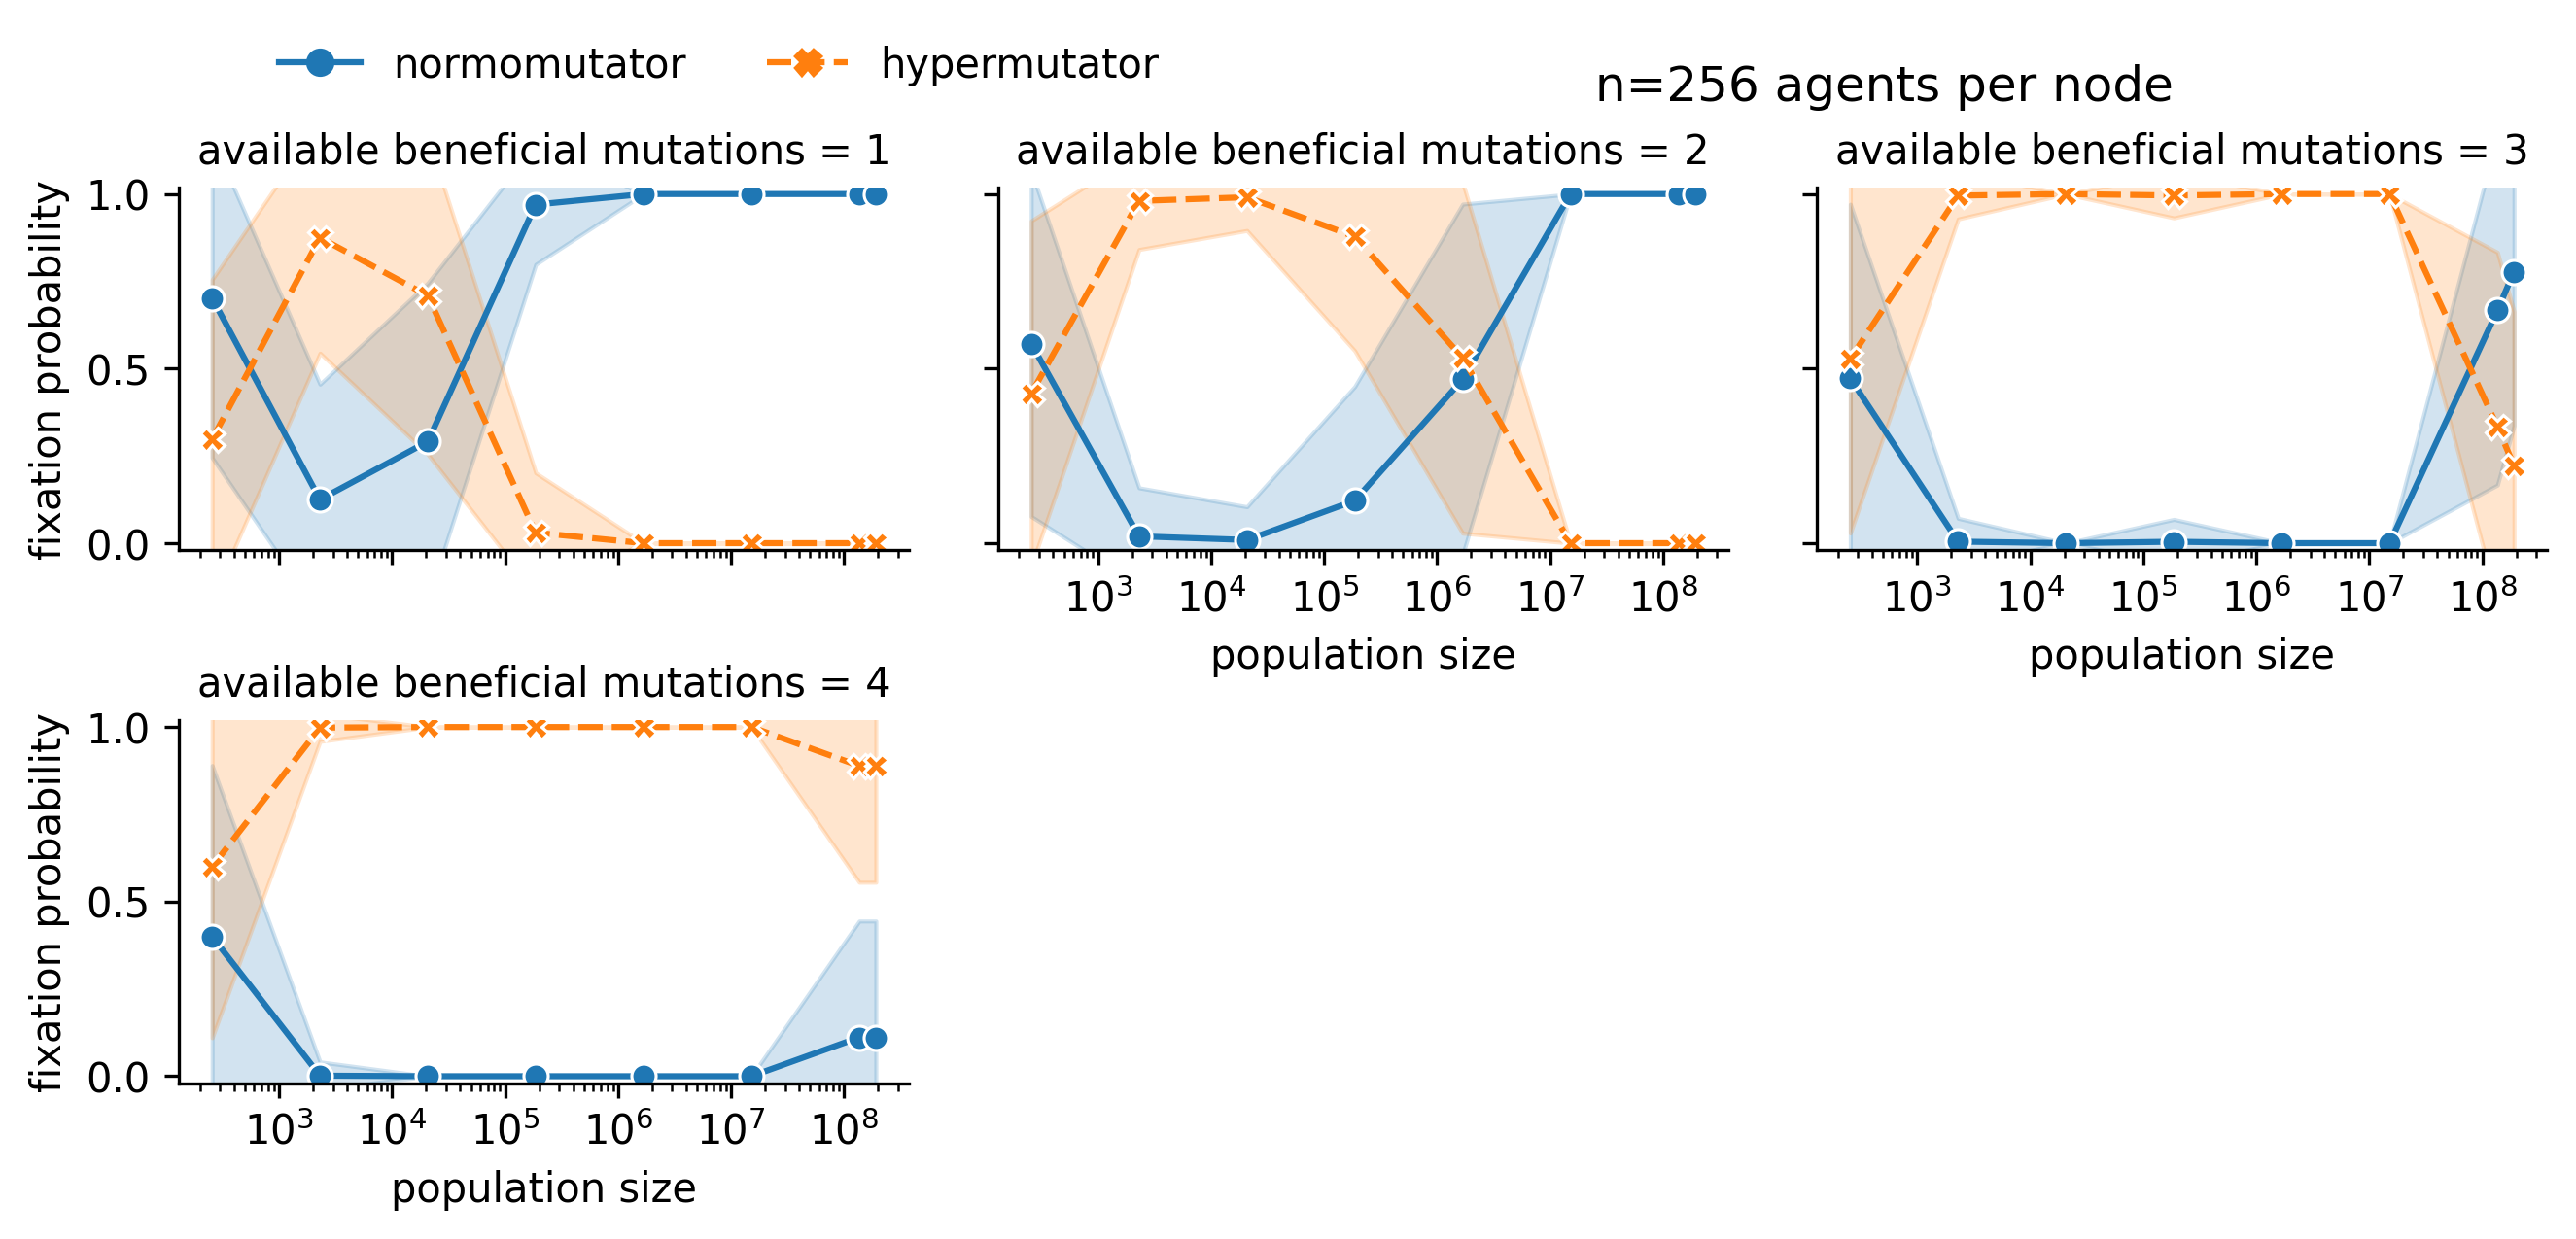 normomutator
hypermutator
n=256 agents per node
available beneficial mutations = 1
available beneficial mutations = 2
available beneficial mutations = 3
fixation probability
1.0
0.5
0.0
10³ 10⁴ 10⁵ 10⁶ 10⁷ 10⁸
population size
10³ 10⁴ 10⁵ 10⁶ 10⁷ 10⁸
population size
available beneficial mutations = 4
fixation probability
1.0
0.5
0.0
10³ 10⁴ 10⁵ 10⁶ 10⁷ 10⁸
population size